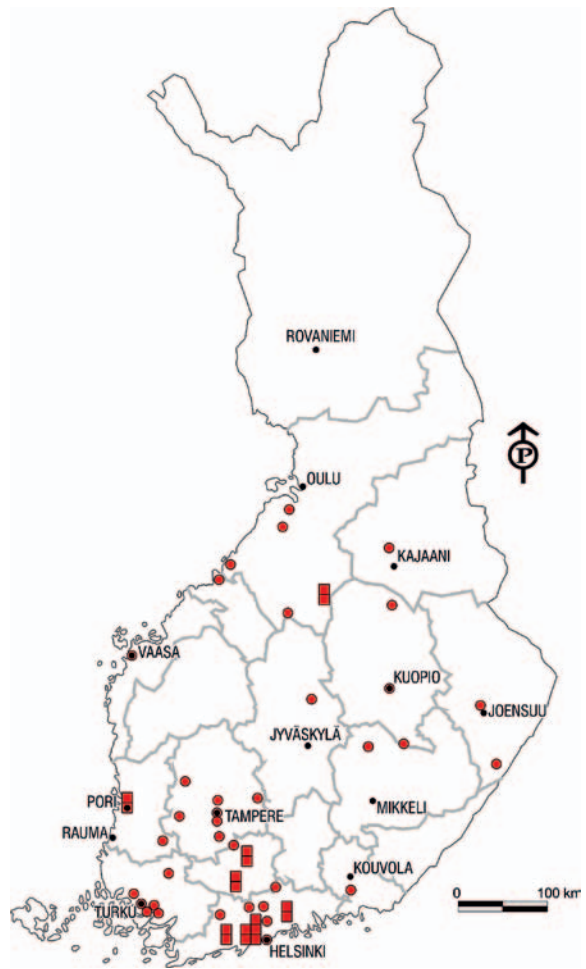 ROVANIEMI
P
OULU
KAJAANI
VAASA
KUOPIO
JOENSUU
JYVÄSKYLÄ
PORI
TAMPERE
MIKKELI
RAUMA
KOUVOLA
TURKU
HELSINKI
0 100 km